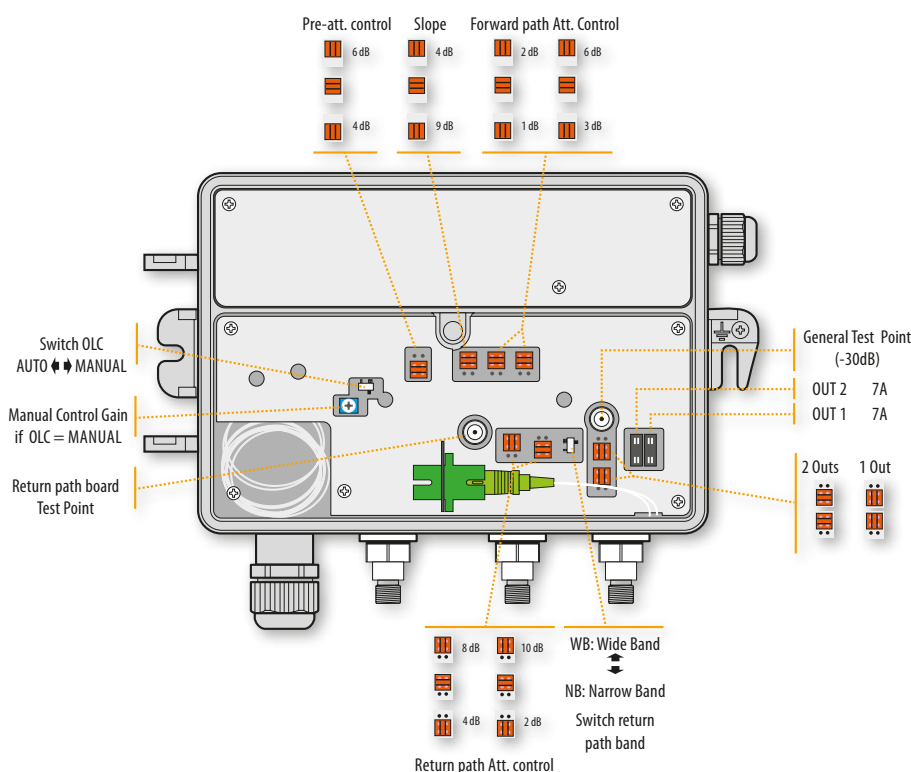 Pre-att. control
Slope
Forward path Att. Control
6 dB
4 dB
2 dB
6 dB
4 dB
9 dB
1 dB
3 dB
Switch OLC
AUTO MANUAL
Manual Control Gain
if OLC = MANUAL
Return path board
Test Point
General Test Point
(-30dB)
OUT 2 7A
OUT 1 7A
2 Outs
1 Out
8 dB
10 dB
4 dB
2 dB
Return path Att. control
WB: Wide Band
NB: Narrow Band
Switch return
path band